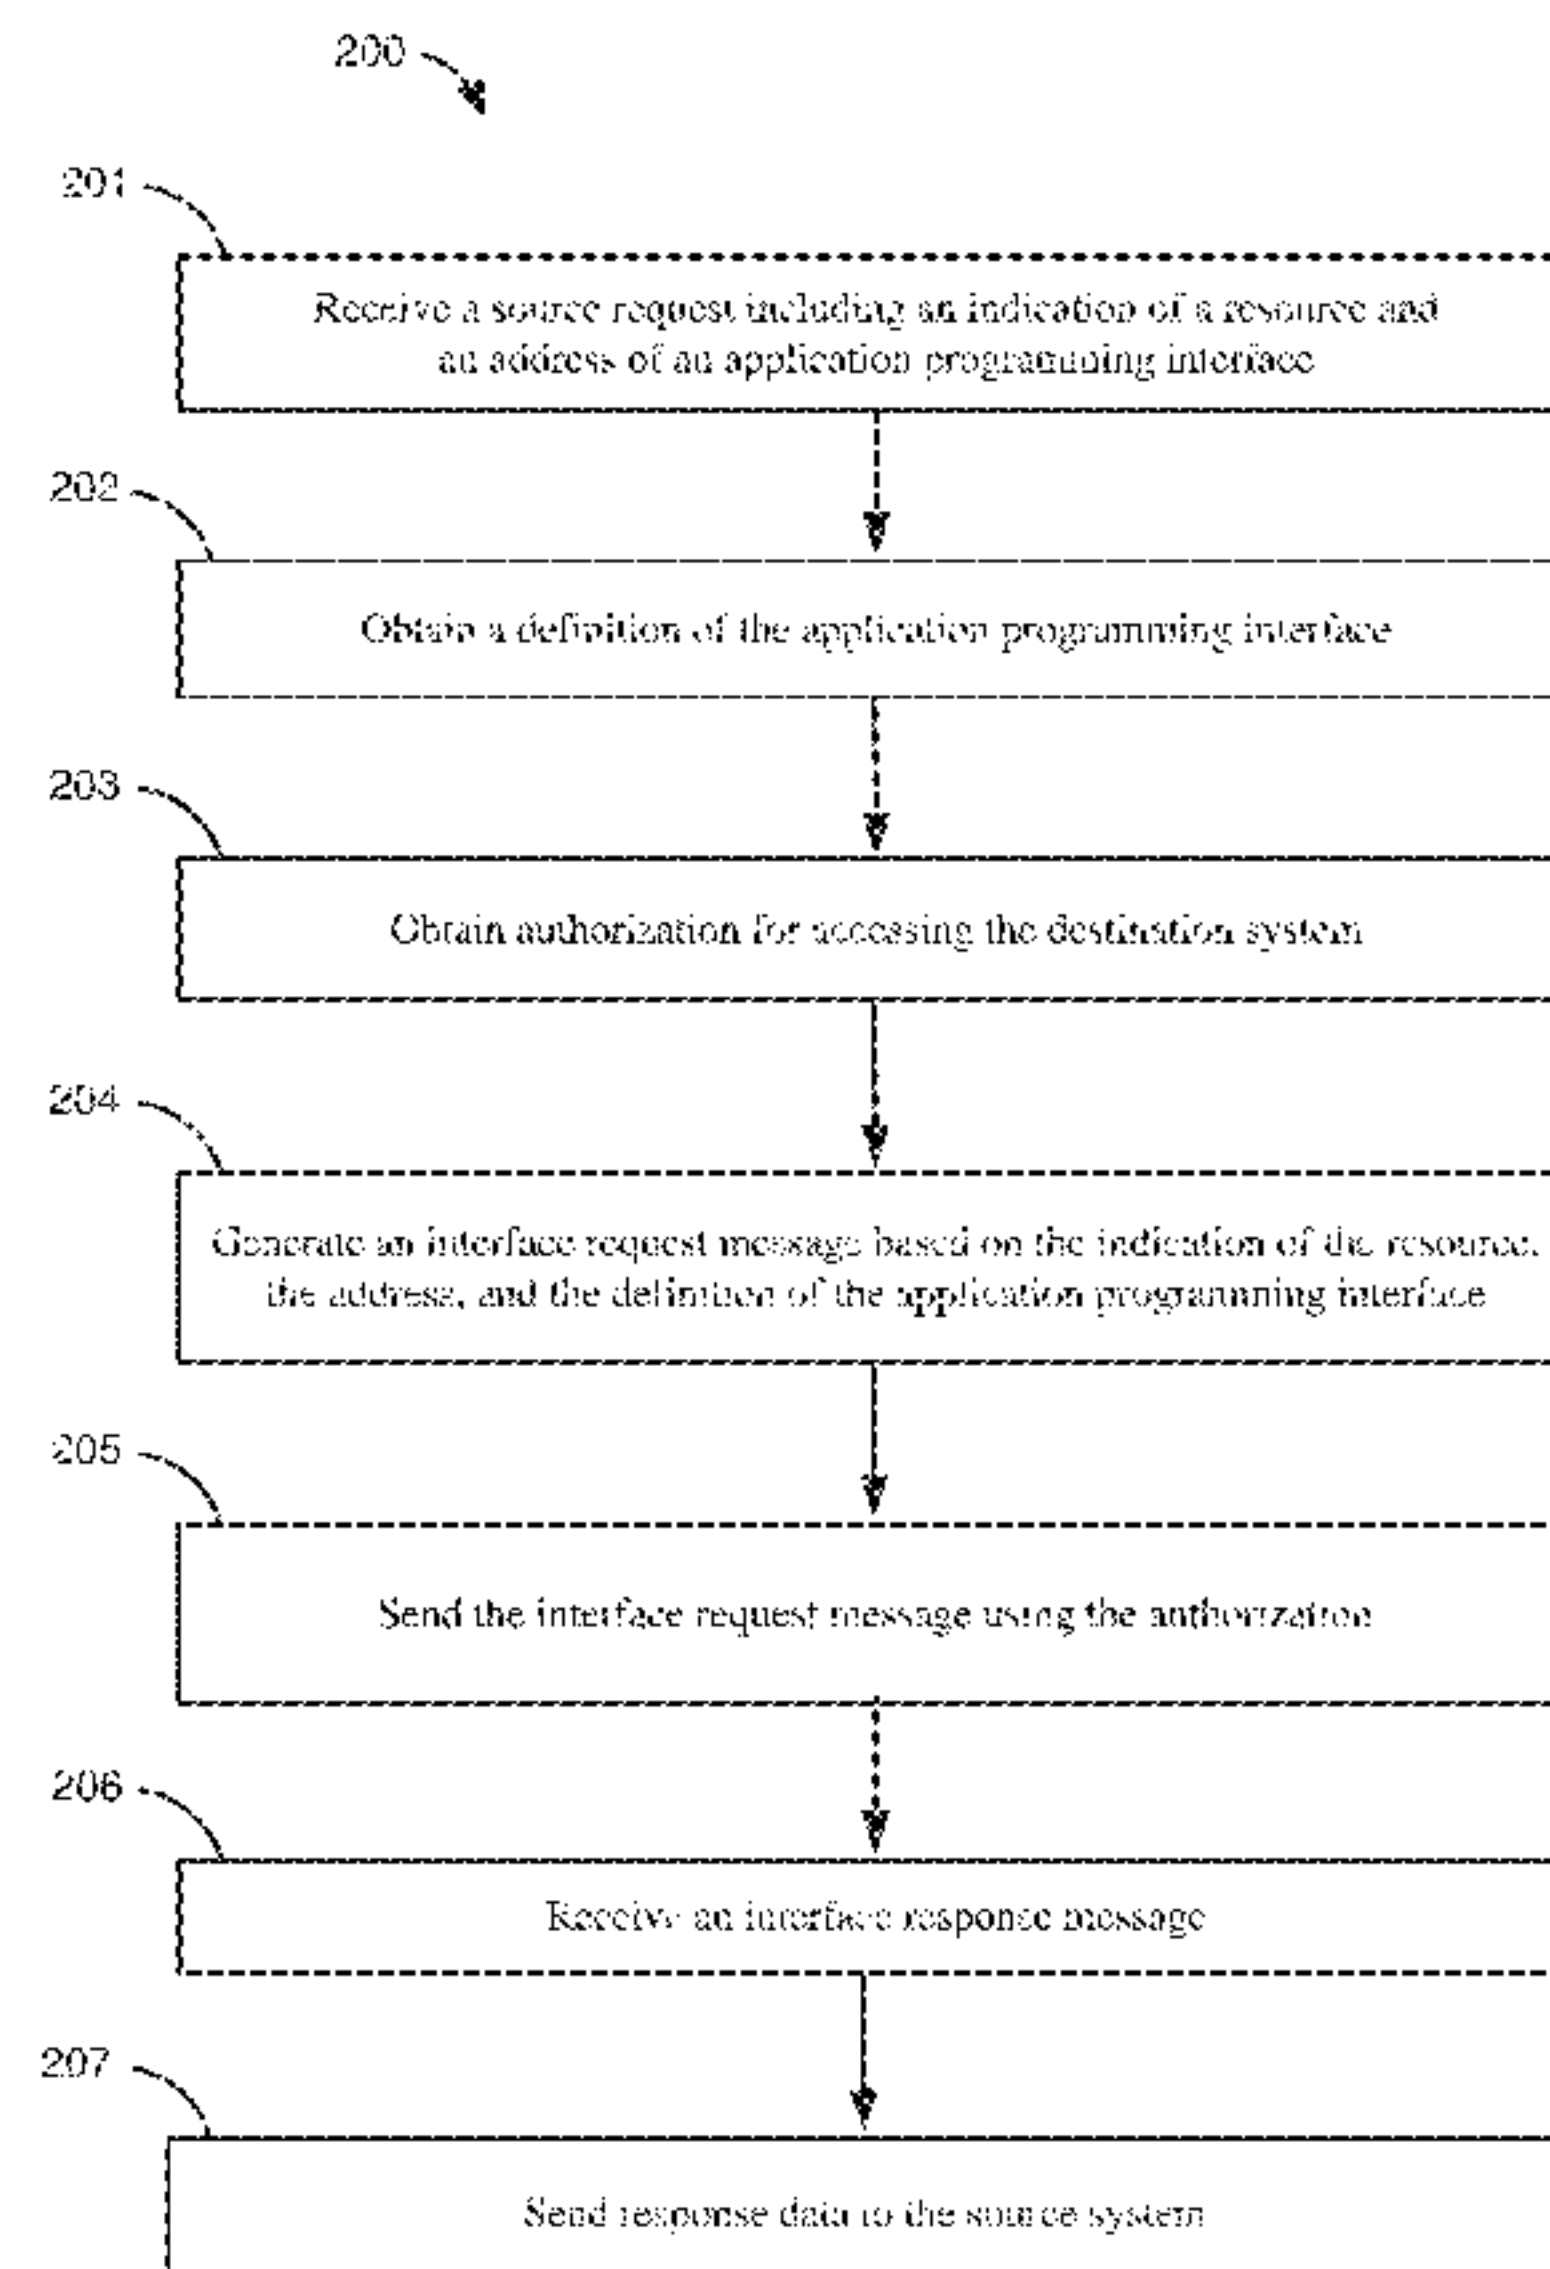 200
201
Receive a source request including an indication of a resource and
an address of an application programming interface
202
Obtain a definition of the application programming interface
203
Obtain authorization for accessing the destination system
204
Generate an interface request message based on the indication of the resource,
the address, and the definition of the application programming interface
205
Send the interface request message using the authorization
206
Receive an interface response message
207
Send response data to the source system